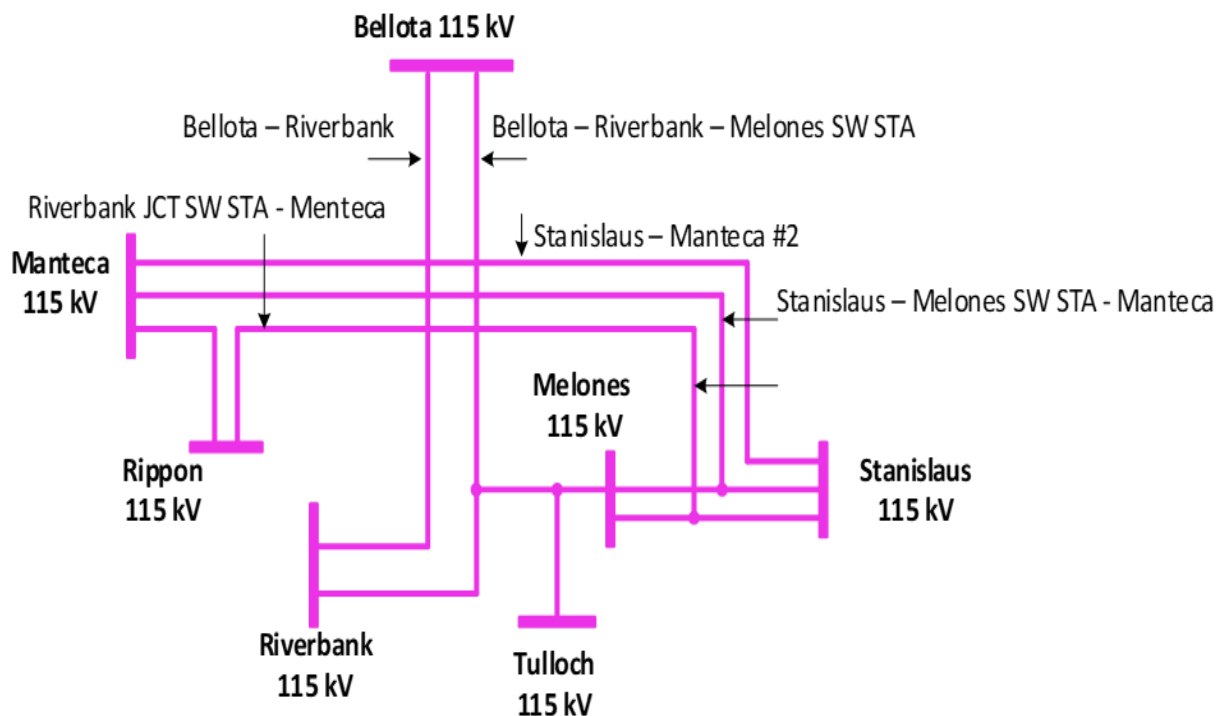 Bellota 115 kV
Bellota – Riverbank
Bellota – Riverbank – Melones SW STA
Riverbank JCT SW STA - Menteca
Stanislaus – Manteca #2
Manteca
115 kV
Stanislaus – Melones SW STA - Manteca
Melones
115 kV
Rippon
115 kV
Stanislaus
115 kV
Riverbank
115 kV
Tulloch
115 kV